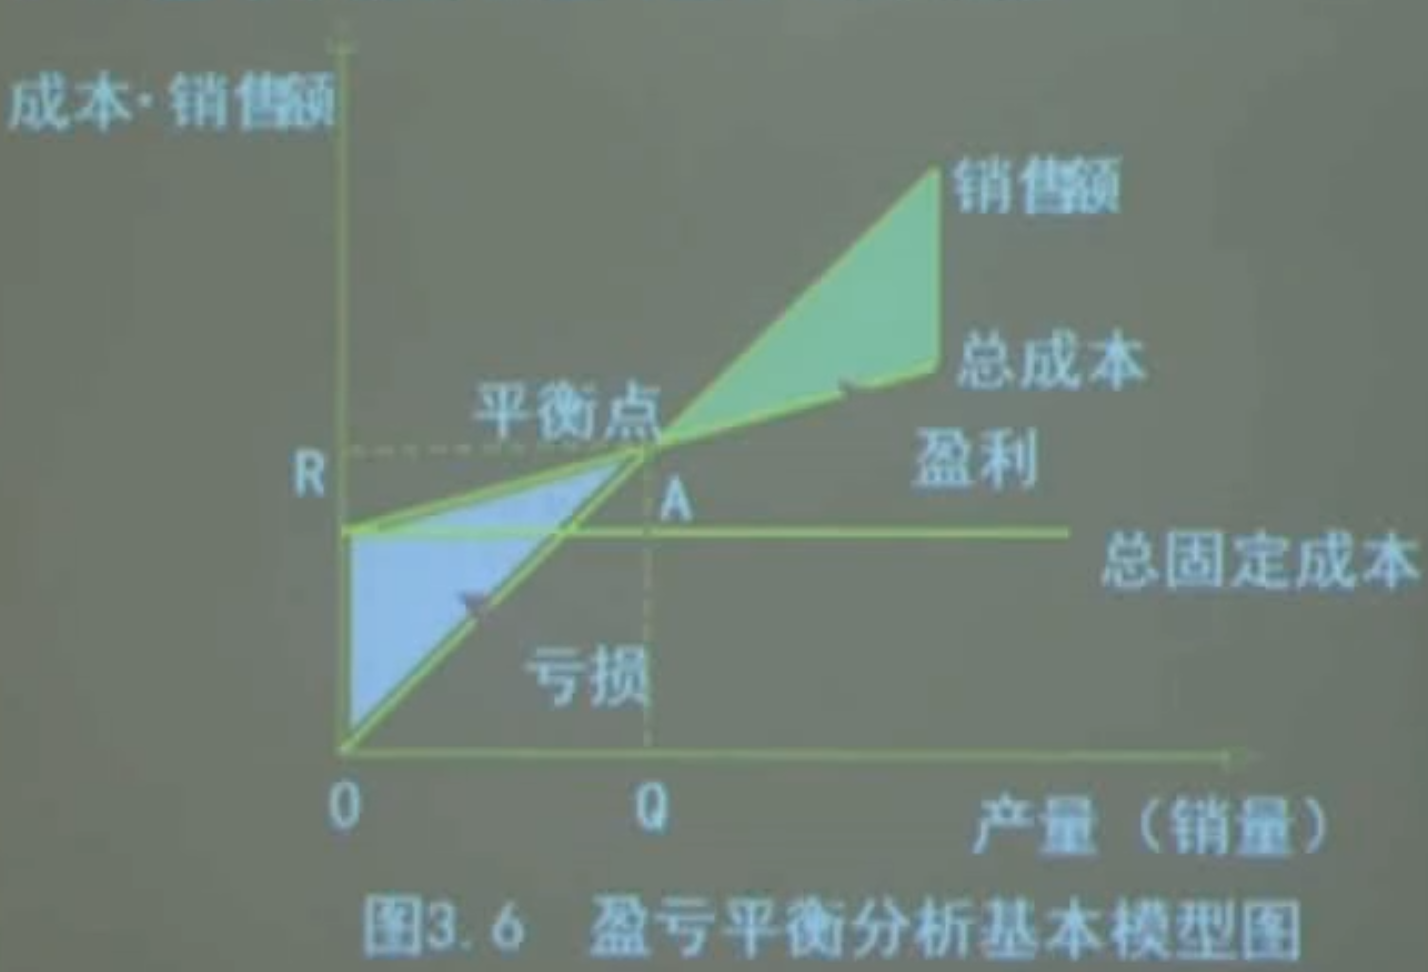 成本·销售额
销售额
总成本
平衡点
盈利
R
A
总固定成本
亏损
0
Q
产量（销量）
图3.6 盈亏平衡分析基本模型图